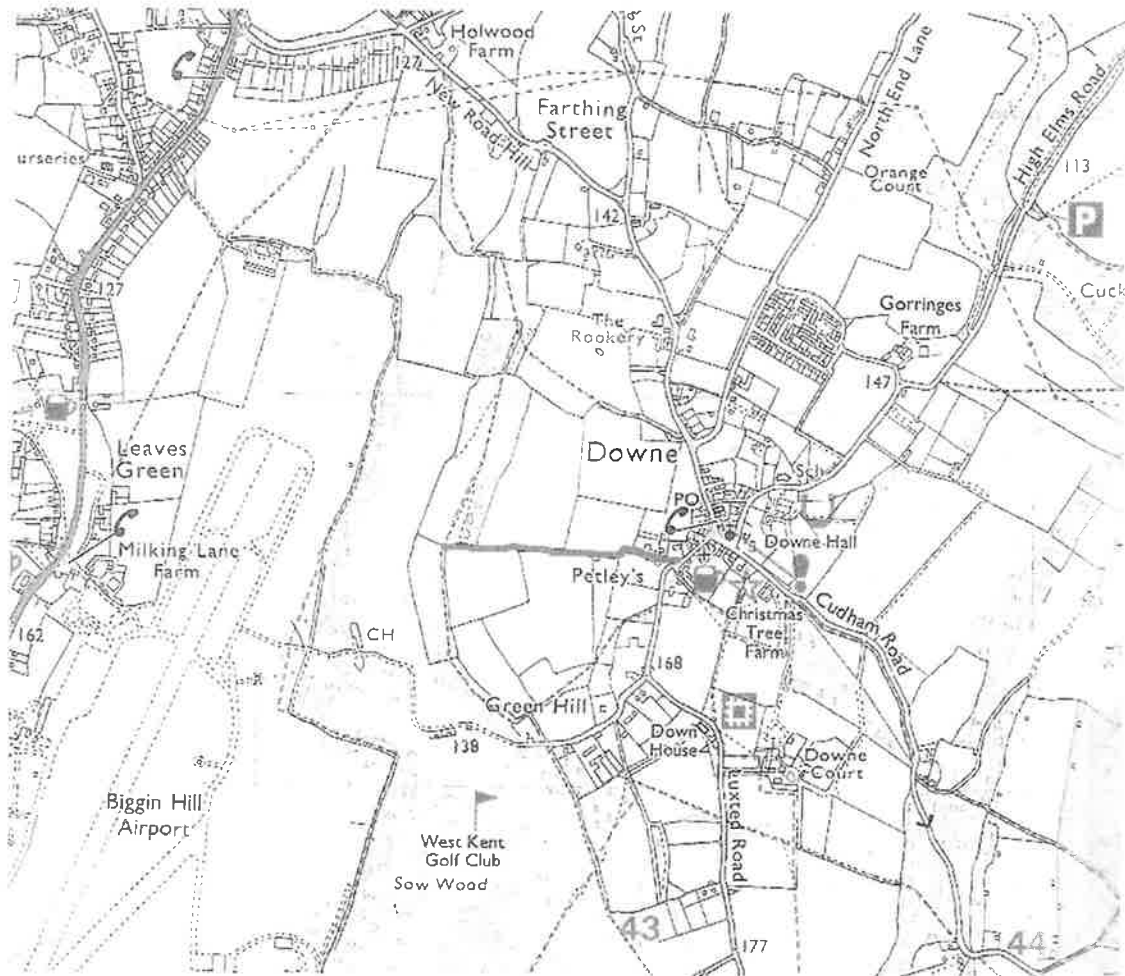 Holwood
Farm
127
New
Road Hill
Farthing
Street
North End Lane
High Elms Road
113
P
urseries
Orange
Court
142
127
Cuck
Gorringes
Farm
The
Rookery
147
Leaves
Green
Downe
Sch
PO
Downe Hall
Milking Lane
Farm
Petley's
Christmas
Tree
Farm
Cudham Road
162
CH
168
Green Hill
138
Down
House
Downe
Court
Luxted Road
Biggin Hill
Airport
West Kent
Golf Club
Sow Wood
43
177
44